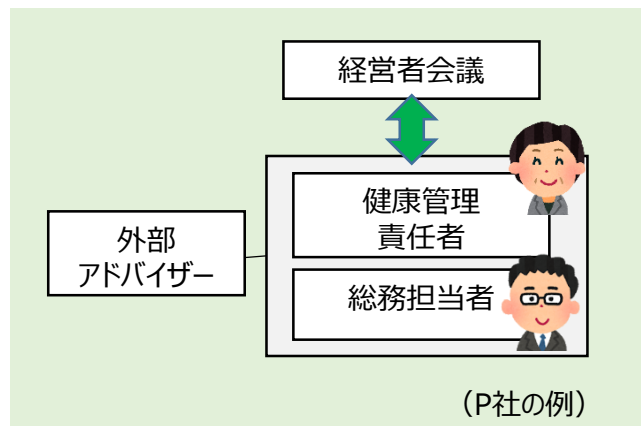 経営者会議
健康管理
責任者
外部
アドバイザー
総務担当者
（P社の例）